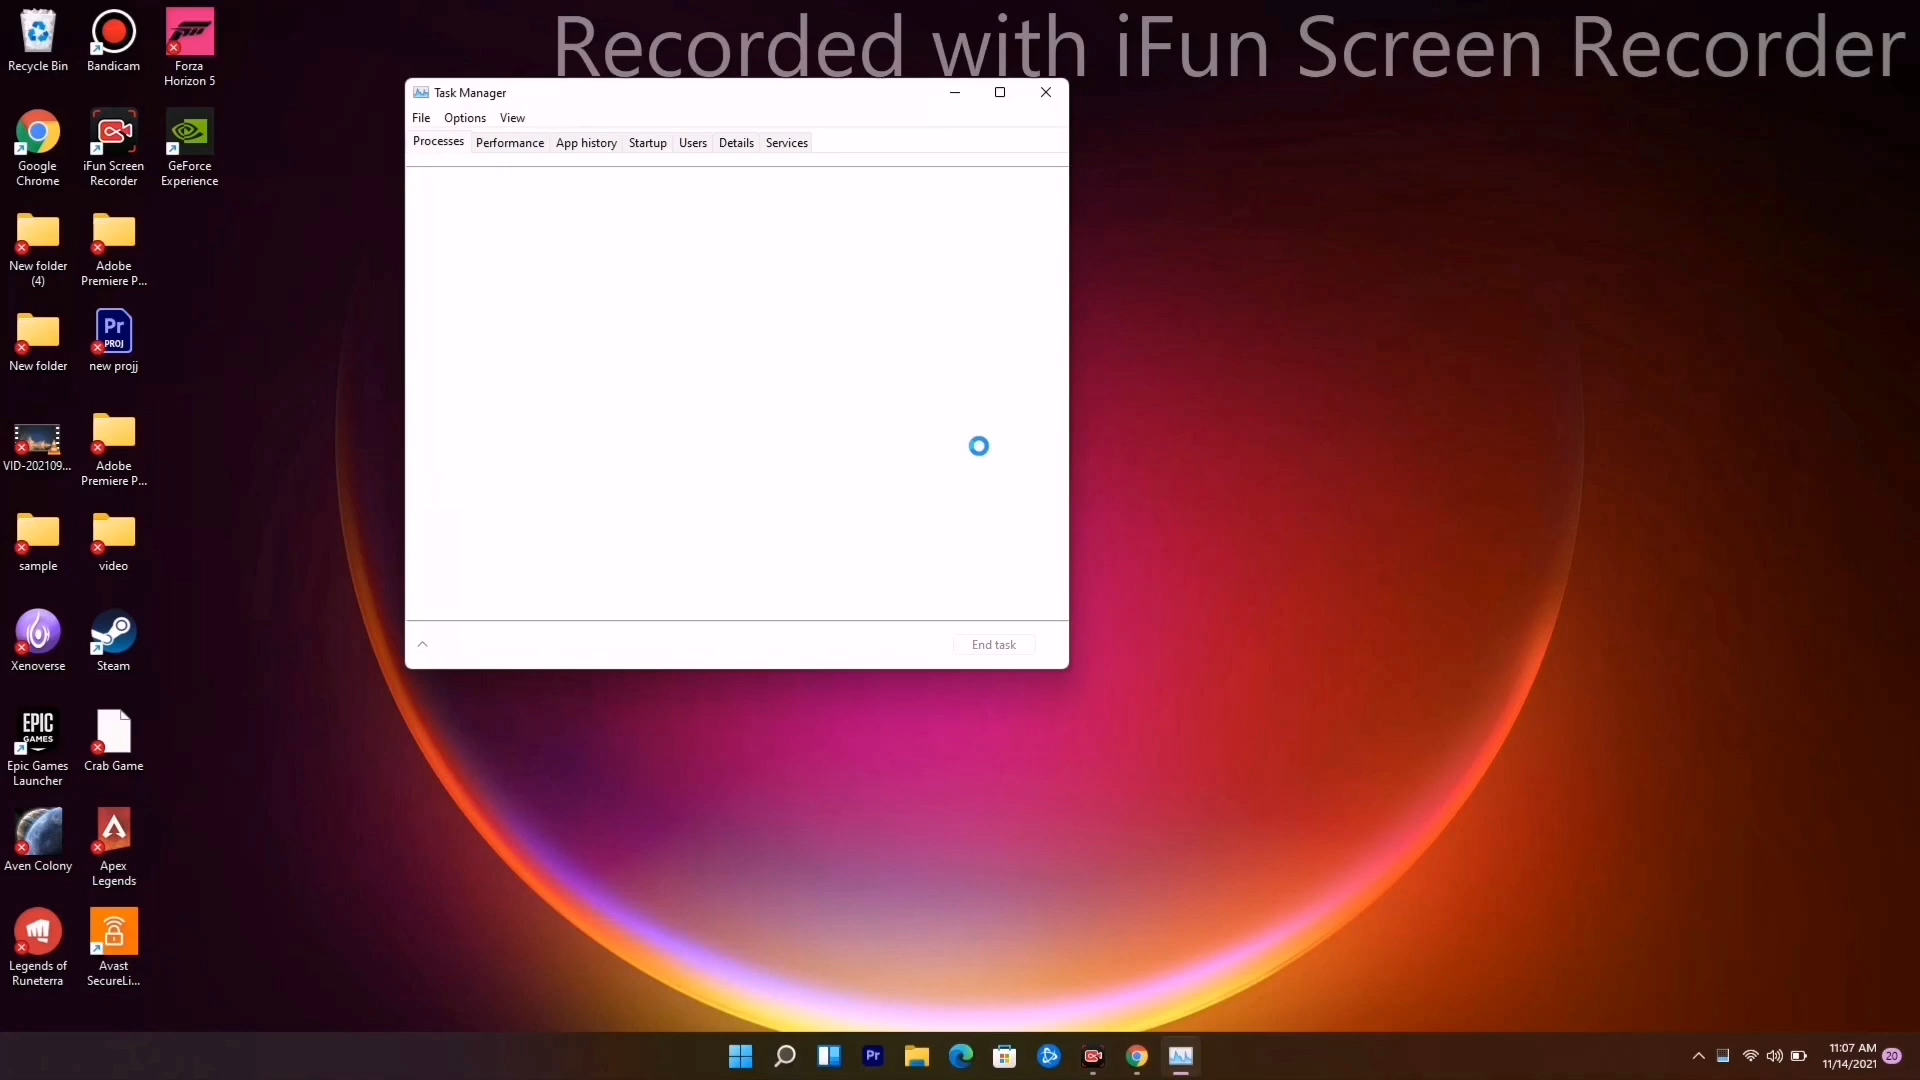 Recorded with iFun Screen Recorder
Recycle Bin
Bandicam
Forza
Horizon 5
Google
Chrome
iFun Screen
Recorder
GeForce
Experience
New folder
(4)
Adobe
Premiere P...
New folder
Pr
PROJ
new projj
VID-202109...
Adobe
Premiere P...
sample
video
Xenoverse
Steam
EPIC
GAMES
Epic Games
Launcher
Crab Game
Aven Colony
Apex
Legends
Legends of
Runeterra
Avast
SecureLi...
Task Manager
File Options View
Processes Performance App history Startup Users Details Services
End task
Pr
11:07 AM
11/14/2021
20